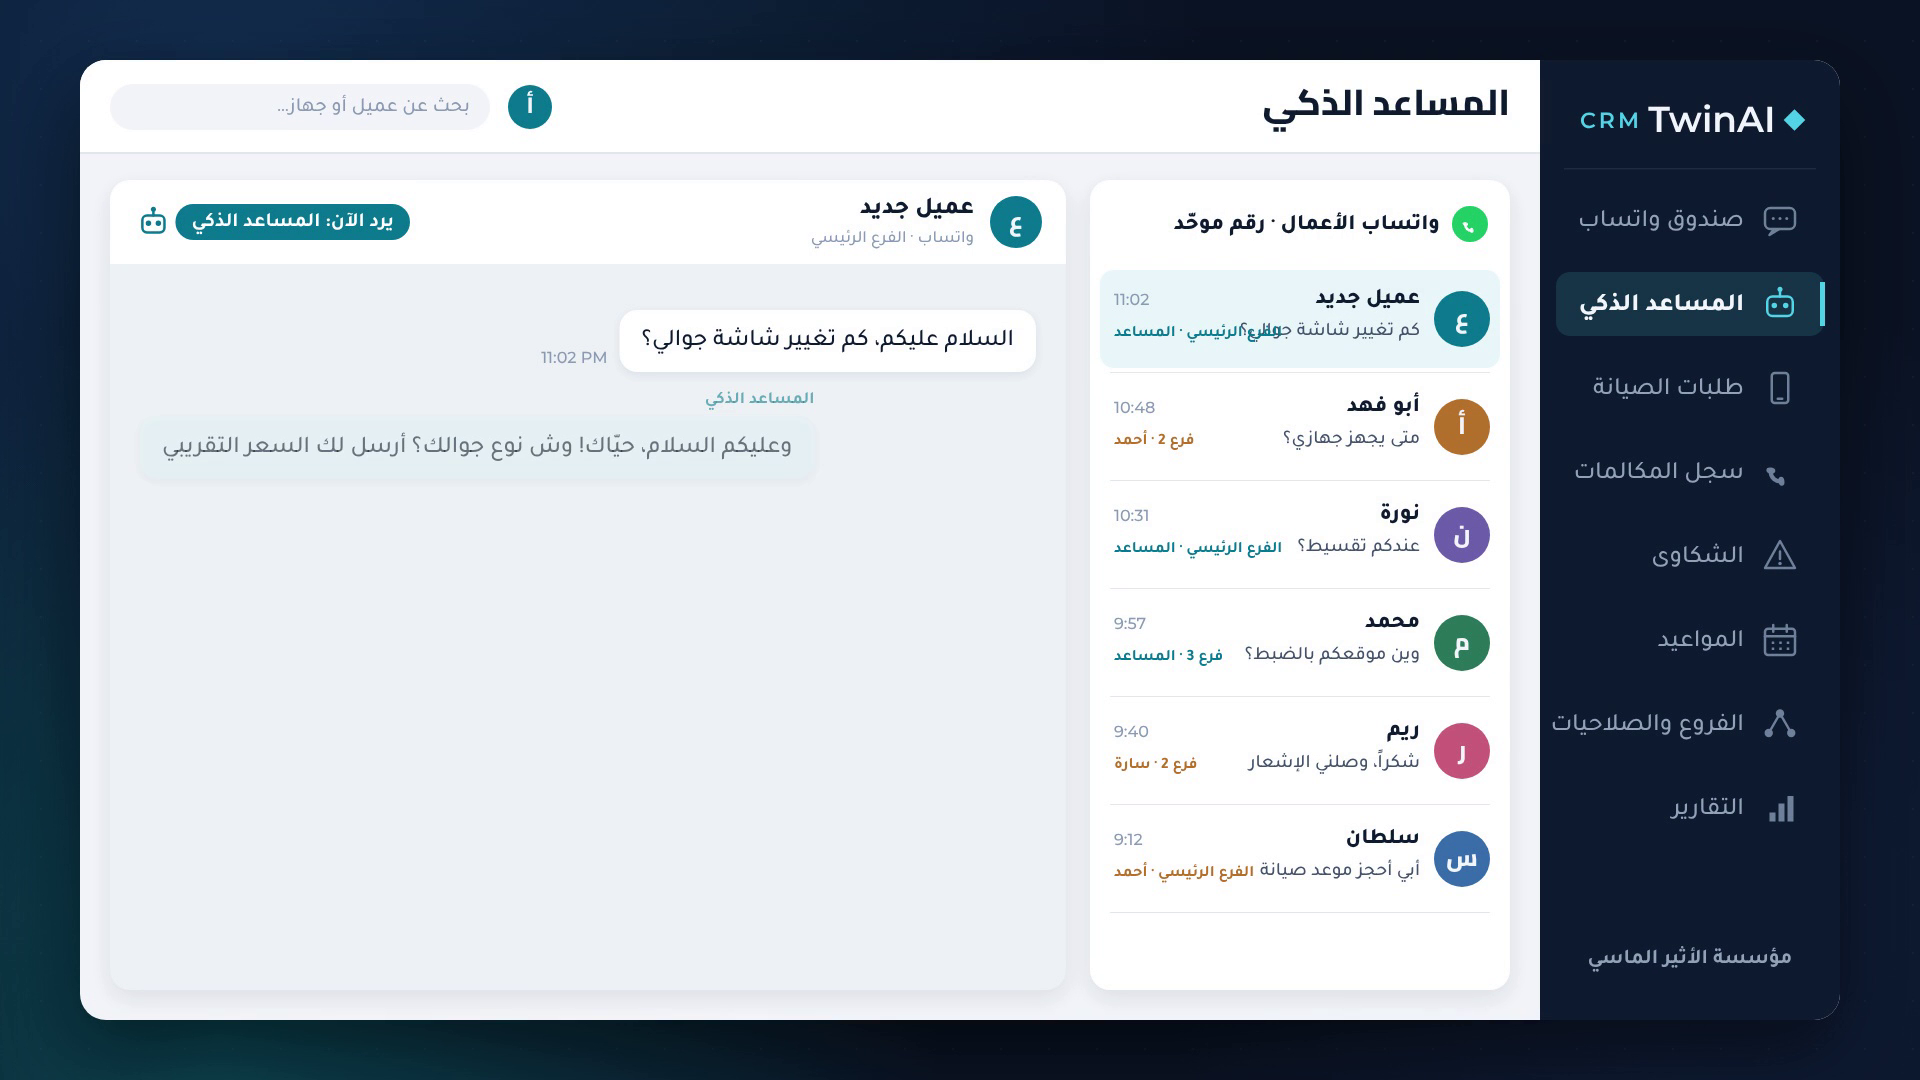 TwinAI CRM
صندوق واتساب
المساعد الذكي
طلبات الصيانة
سجل المكالمات
الشكاوى
المواعيد
الفروع والصلاحيات
التقارير
مؤسسة الأثير الماسي
المساعد الذكي
أ
بحث عن عميل أو جهاز...
واتساب الأعمال · رقم موحّد
ع
عميل جديد
11:02
كم تغيير شاشة جوالي؟
الفرع الرئيسي · المساعد
أ
أبو فهد
10:48
متى يجهز جهازي؟
فرع 2 · أحمد
ن
نورة
10:31
عندكم تقسيط؟
الفرع الرئيسي · المساعد
م
محمد
9:57
وين موقعكم بالضبط؟
فرع 3 · المساعد
ر
ريم
9:40
شكراً، وصلني الإشعار
فرع 2 · سارة
س
سلطان
9:12
أبي أحجز موعد صيانة
الفرع الرئيسي · أحمد
ع
عميل جديد
واتساب · الفرع الرئيسي
يرد الآن: المساعد الذكي
السلام عليكم، كم تغيير شاشة جوالي؟
11:02 PM
المساعد الذكي
وعليكم السلام، حيّاك! وش نوع جوالك؟ أرسل لك السعر التقريبي